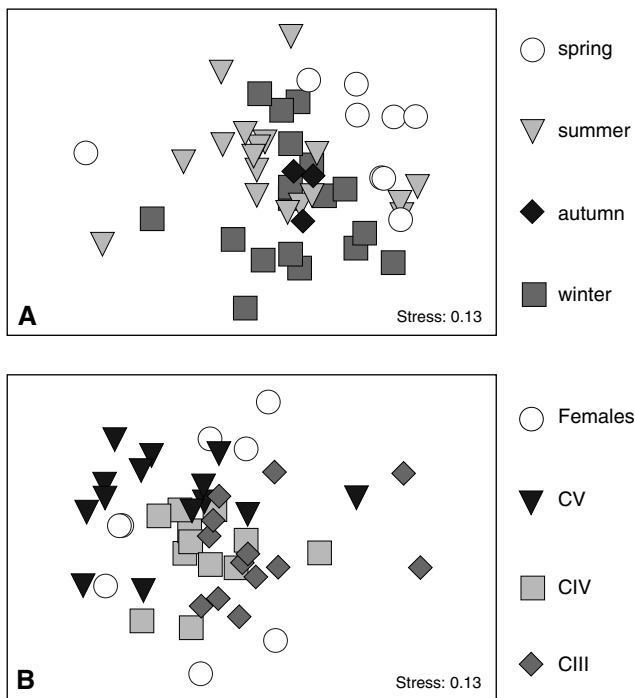 spring
summer
autumn
winter
A
Stress: 0.13
Females
CV
CIV
CIII
B
Stress: 0.13